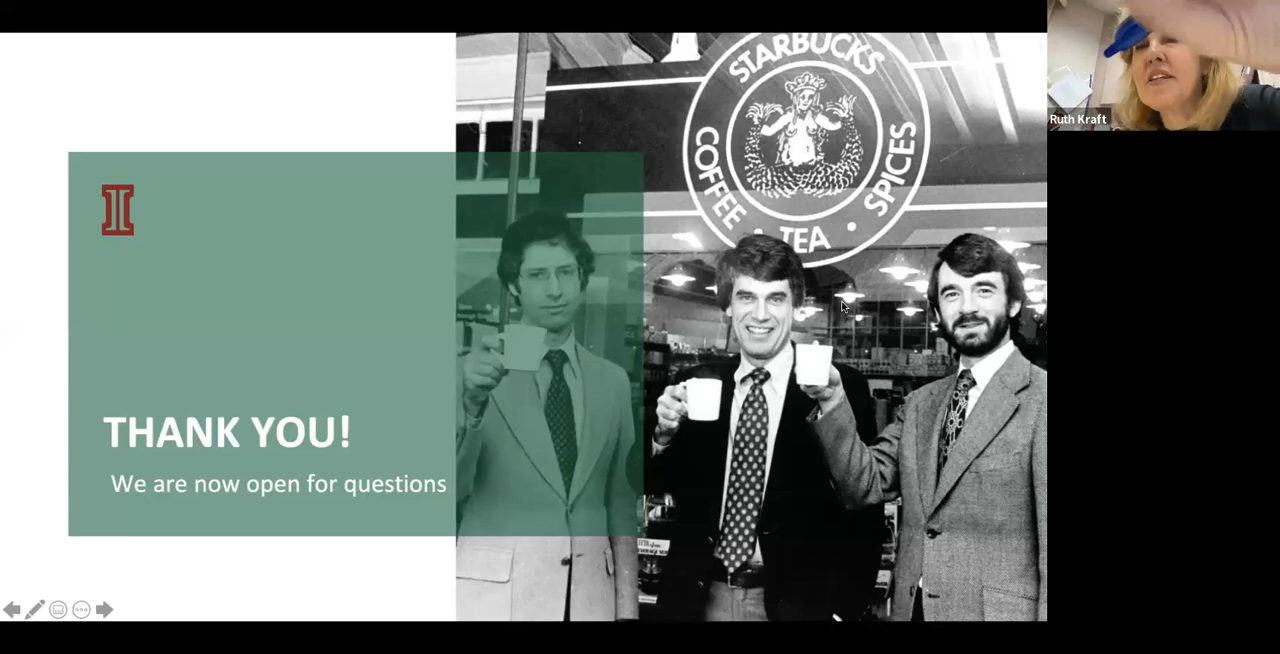 STARBUCKS
COFFEE • TEA • SPICES
Ruth Kraft
THANK YOU!
We are now open for questions